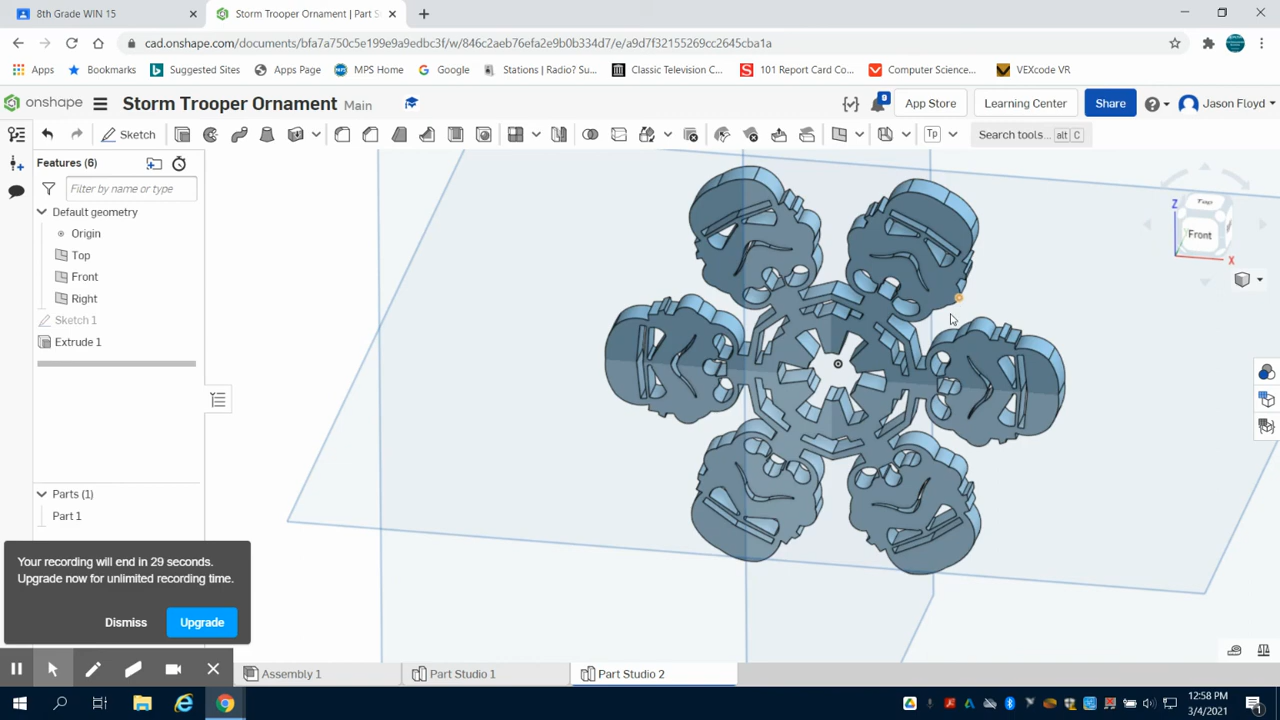 8th Grade WIN 15
Storm Trooper Ornament | Part S
cad.onshape.com/documents/bfa7a750c5e199e9a9edbc3f/w/846c2aeb76efa2e9b0b334d7/e/a9d7f32155269cc2645cba1a
Apps
Bookmarks
Suggested Sites
Apps Page
MPS Home
Google
Stations | Radio? Su...
Classic Television C...
101 Report Card Co...
Computer Science...
VEXcode VR
onshape
Storm Trooper Ornament Main
9
App Store
Learning Center
Share
Jason Floyd
Sketch
Tp
Search tools... alt C
Features (6)
Filter by name or type
Default geometry
Origin
Top
Front
Right
Sketch 1
Extrude 1
Parts (1)
Part 1
Z
Top
Front
X
Your recording will end in 29 seconds.
Upgrade now for unlimited recording time.
Dismiss
Upgrade
Assembly 1
Part Studio 1
Part Studio 2
12:58 PM
3/4/2021
1